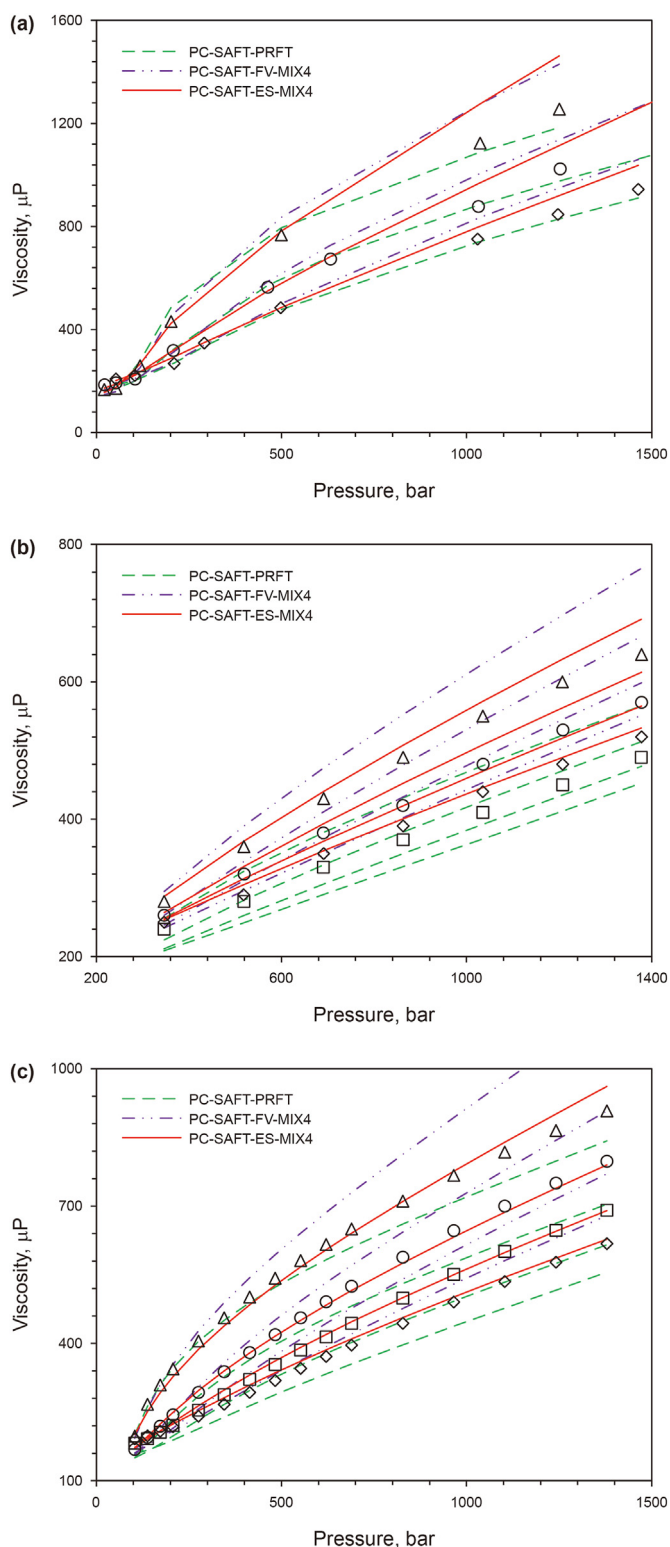 (a)
1600
PC-SAFT-PRFT
PC-SAFT-FV-MIX4
PC-SAFT-ES-MIX4
1200
Viscosity, μP
800
400
0
0 500 1000 1500
Pressure, bar
(b)
800
PC-SAFT-PRFT
PC-SAFT-FV-MIX4
PC-SAFT-ES-MIX4
600
Viscosity, μP
400
200
200 600 1000 1400
Pressure, bar
(c)
1000
PC-SAFT-PRFT
PC-SAFT-FV-MIX4
PC-SAFT-ES-MIX4
700
Viscosity, μP
400
100
0 500 1000 1500
Pressure, bar